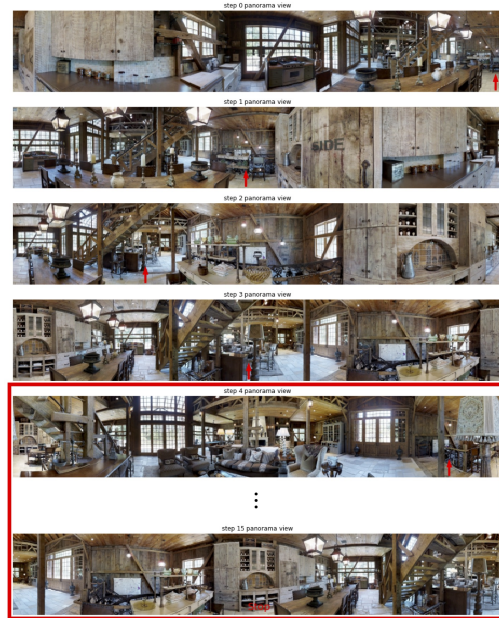 step 0 panorama view
step 1 panorama view
SIDE
step 2 panorama view
step 3 panorama view
step 4 panorama view
step 15 panorama view